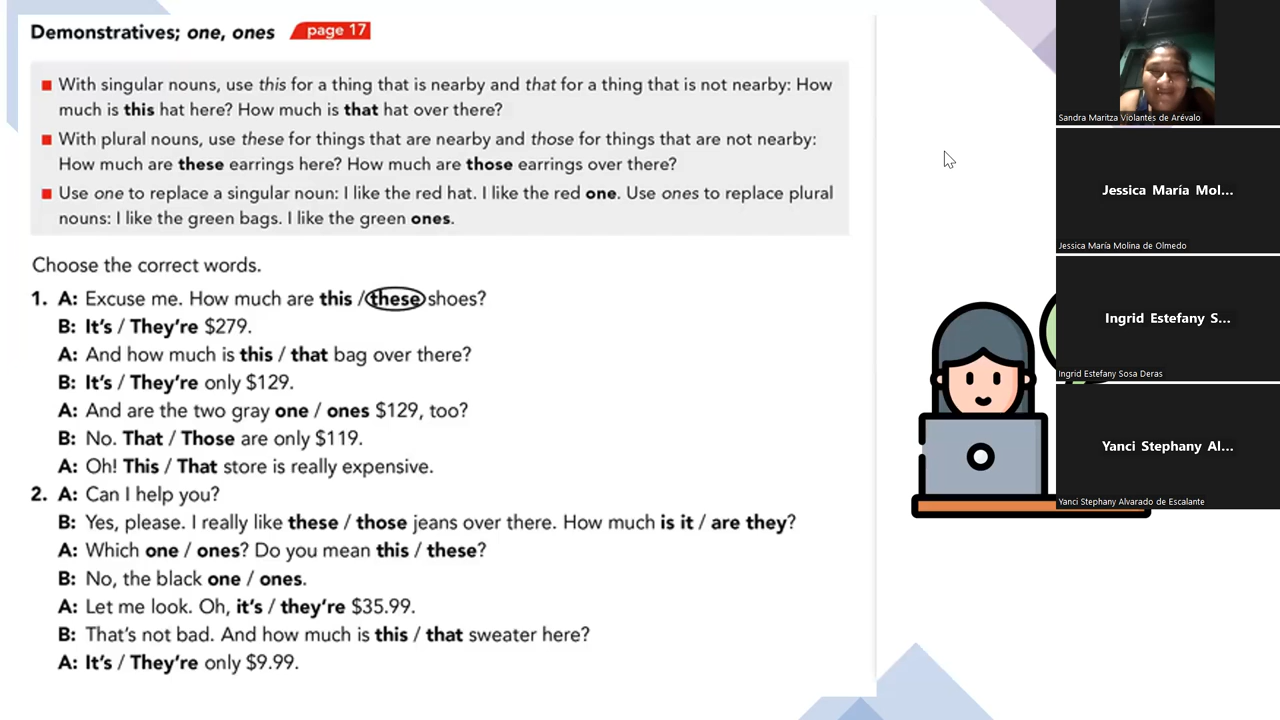 Demonstratives; one, ones page 17
With singular nouns, use this for a thing that is nearby and that for a thing that is not nearby: How
much is this hat here? How much is that hat over there?
With plural nouns, use these for things that are nearby and those for things that are not nearby:
How much are these earrings here? How much are those earrings over there?
Use one to replace a singular noun: I like the red hat. I like the red one. Use ones to replace plural
nouns: I like the green bags. I like the green ones.
Choose the correct words.
1. A: Excuse me. How much are this / these shoes?
B: It's / They're $279.
A: And how much is this / that bag over there?
B: It's / They're only $129.
A: And are the two gray one / ones $129, too?
B: No. That / Those are only $119.
A: Oh! This / That store is really expensive.
2. A: Can I help you?
B: Yes, please. I really like these / those jeans over there. How much is it / are they?
A: Which one / ones? Do you mean this / these?
B: No, the black one / ones.
A: Let me look. Oh, it's / they're $35.99.
B: That's not bad. And how much is this / that sweater here?
A: It's / They're only $9.99.
Sandra Maritza Violantes de Arévalo
Jessica María Mol...
Jessica María Molina de Olmedo
Ingrid Estefany S...
Ingrid Estefany Sosa Deras
Yanci Stephany Al...
Yanci Stephany Alvarado de Escalante